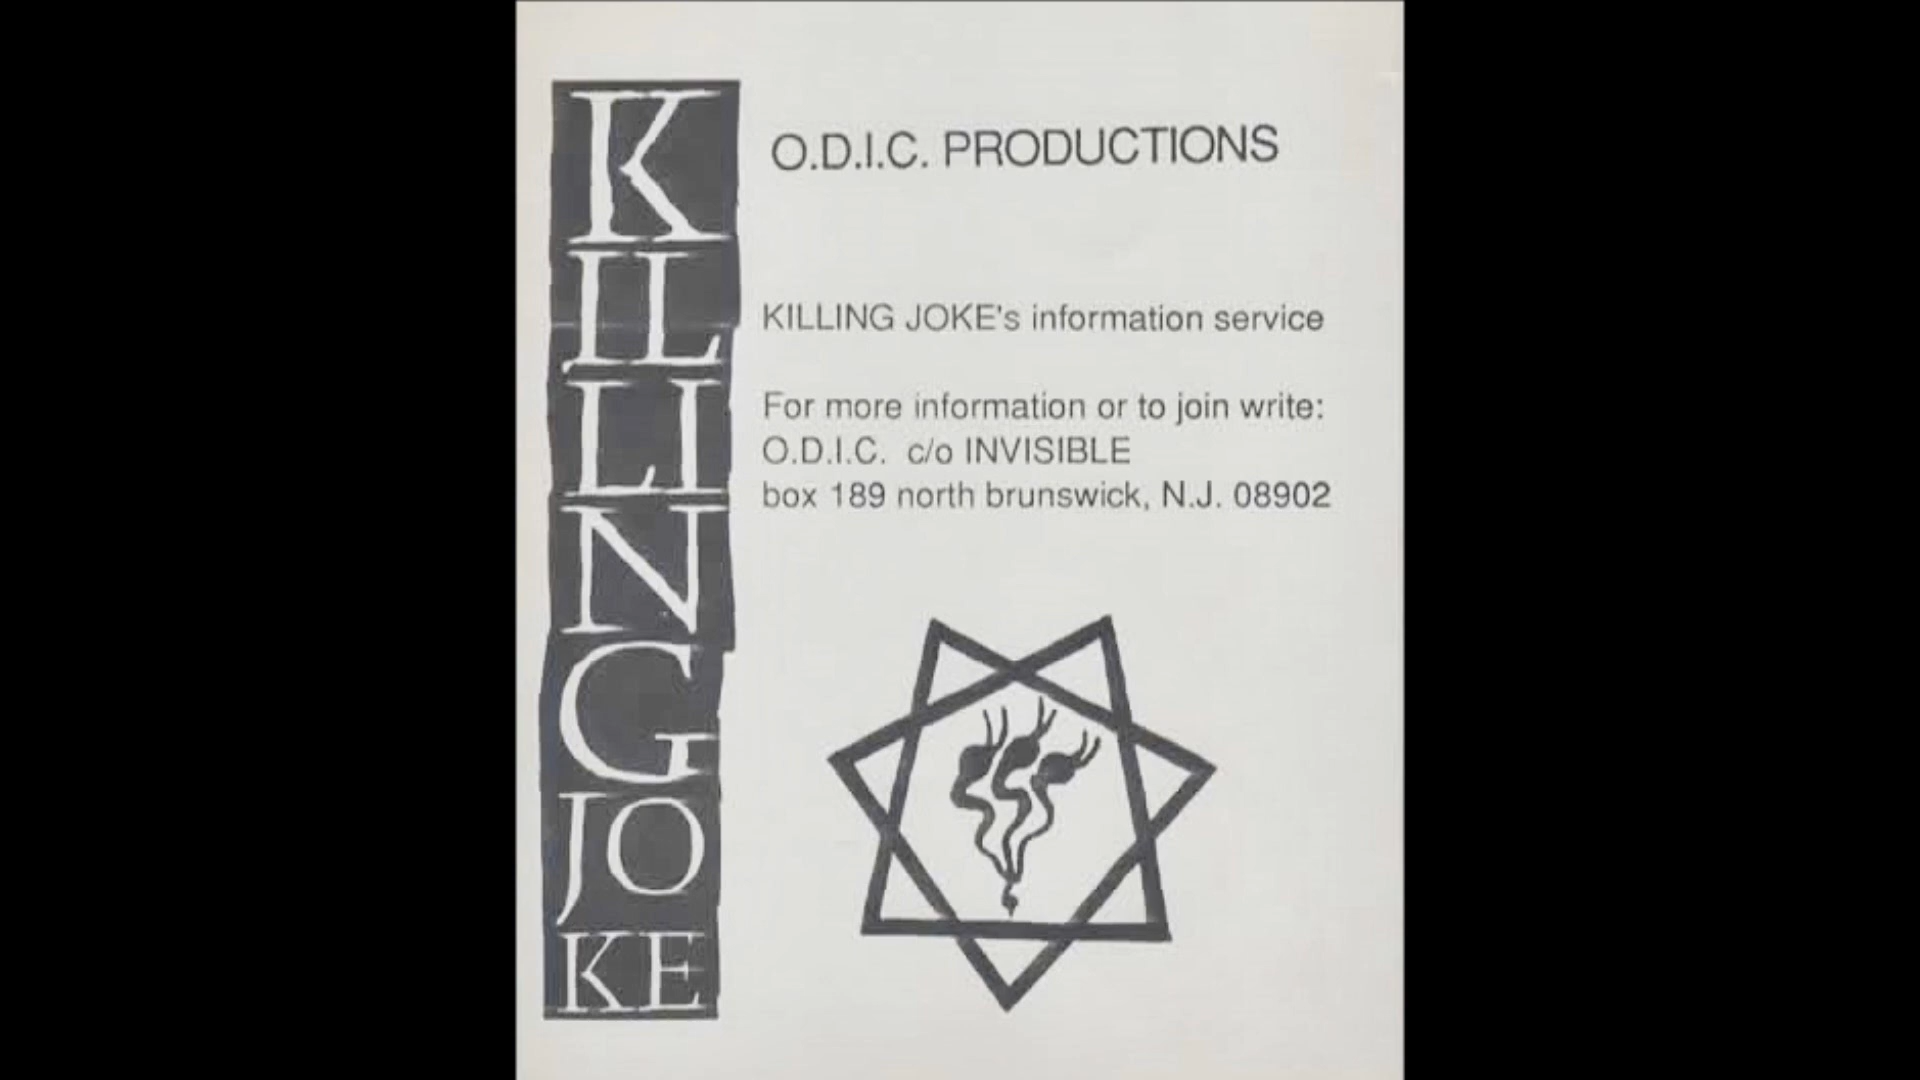 KILLING JOKE
O.D.I.C. PRODUCTIONS
KILLING JOKE's information service
For more information or to join write:
O.D.I.C. c/o INVISIBLE
box 189 north brunswick, N.J. 08902